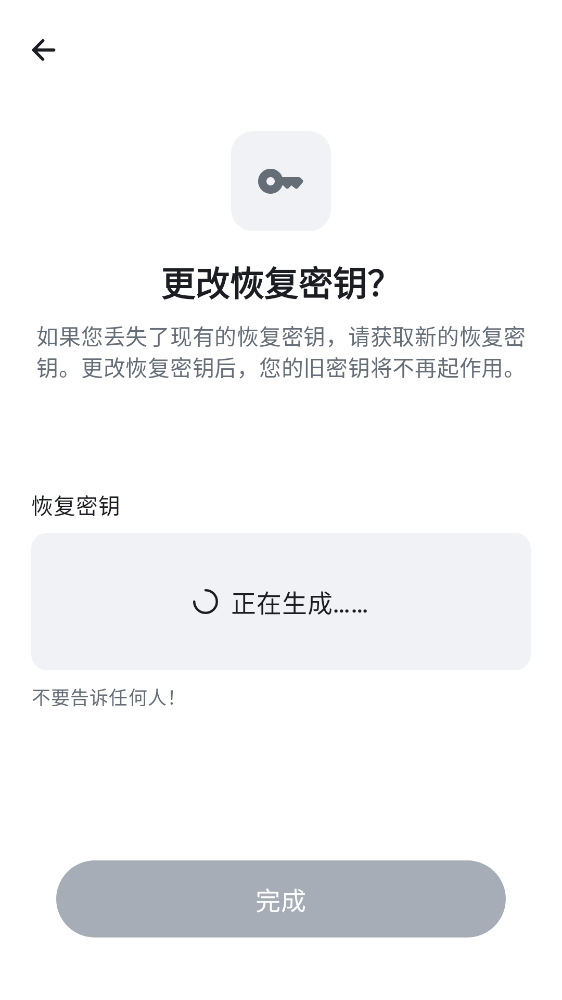 更改恢复密钥？
如果您丢失了现有的恢复密钥，请获取新的恢复密
钥。更改恢复密钥后，您的旧密钥将不再起作用。
恢复密钥
正在生成……
不要告诉任何人！
完成